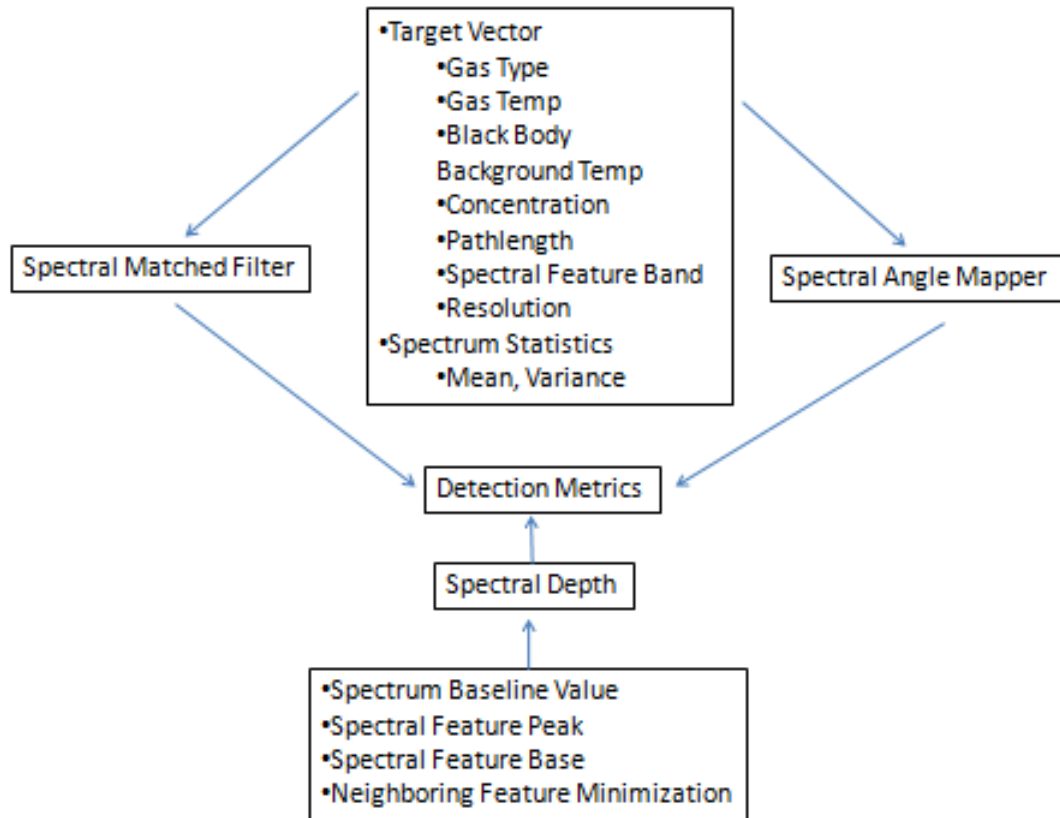 •Target Vector
•Gas Type
•Gas Temp
•Black Body
Background Temp
•Concentration
•Pathlength
•Spectral Feature Band
•Resolution
•Spectrum Statistics
•Mean, Variance
Spectral Matched Filter
Spectral Angle Mapper
Detection Metrics
Spectral Depth
•Spectrum Baseline Value
•Spectral Feature Peak
•Spectral Feature Base
•Neighboring Feature Minimization